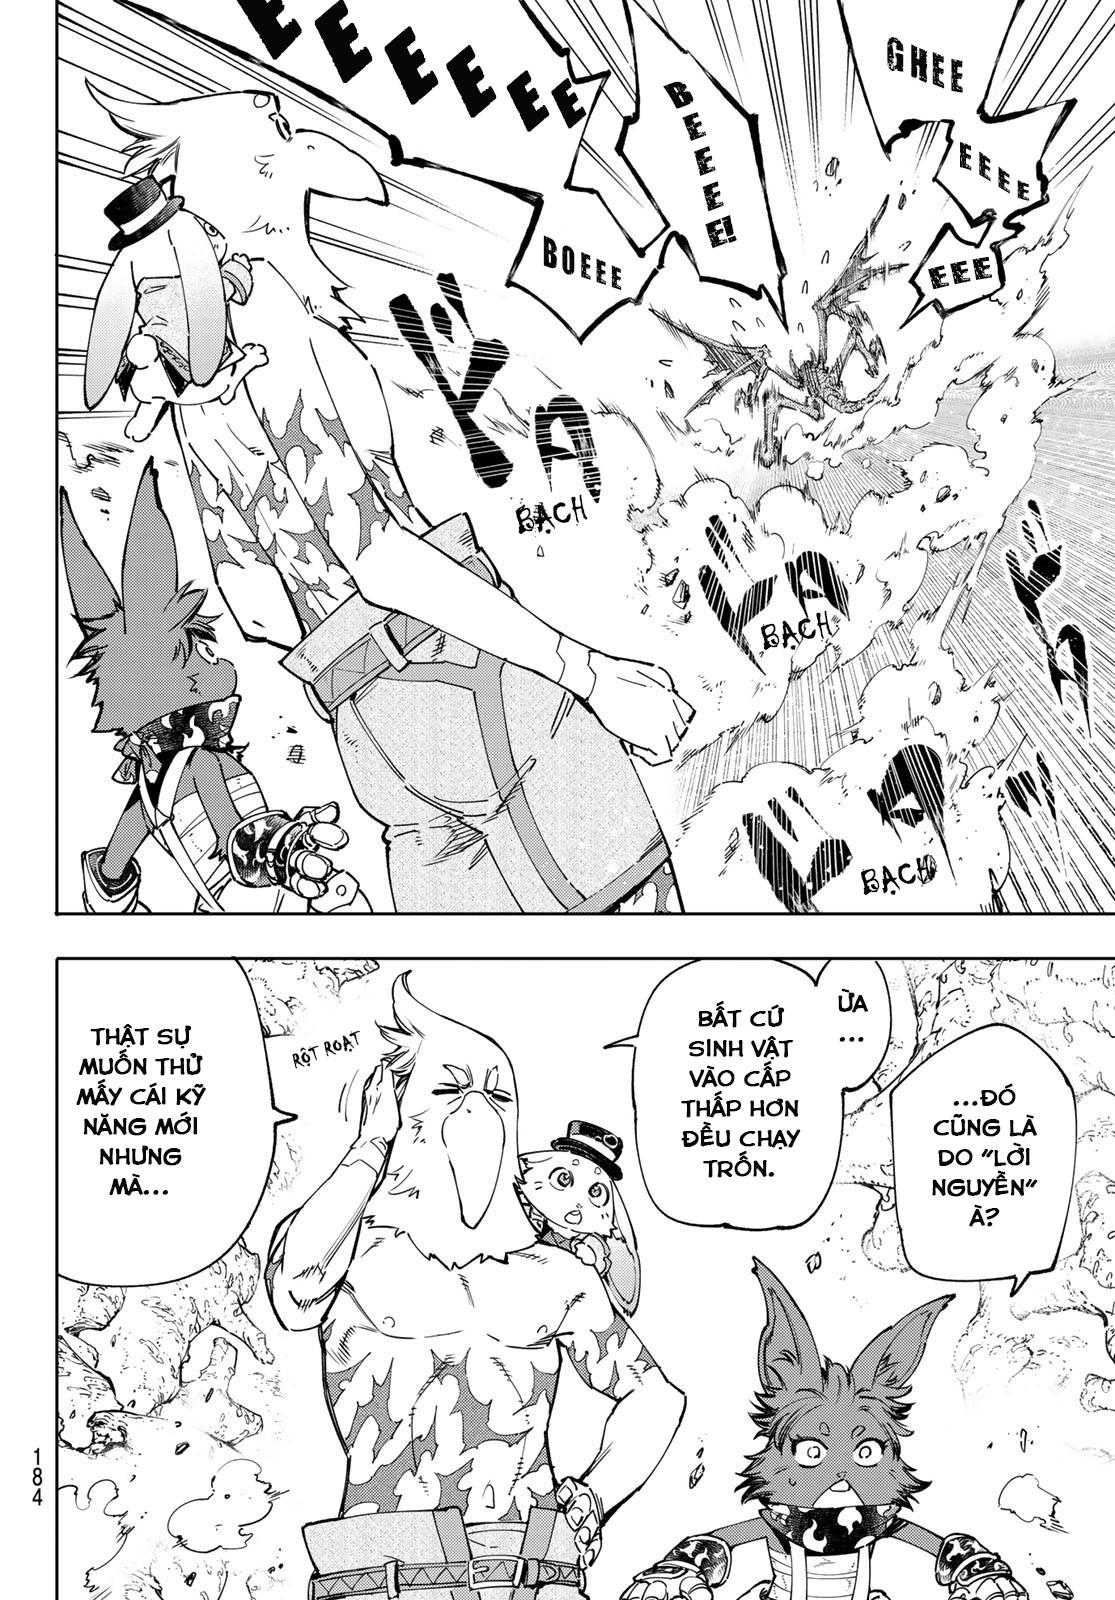 GHEE
EEEE
EEE
BEEEE!
BOEEE
EEEEEEE
BẠCH
BẠCH
BẠCH
...ĐÓ
CŨNG LÀ
DO “LỜI
NGUYỀN”
À?
ỪA
...
BẤT CỨ
SINH VẬT
VÀO CẤP
THẤP HƠN
ĐỀU CHẠY
TRỐN.
RỘT ROẠT
THẬT SỰ
MUỐN THỬ
MẤY CÁI KỸ
NĂNG MỚI
NHƯNG
MÀ...
184